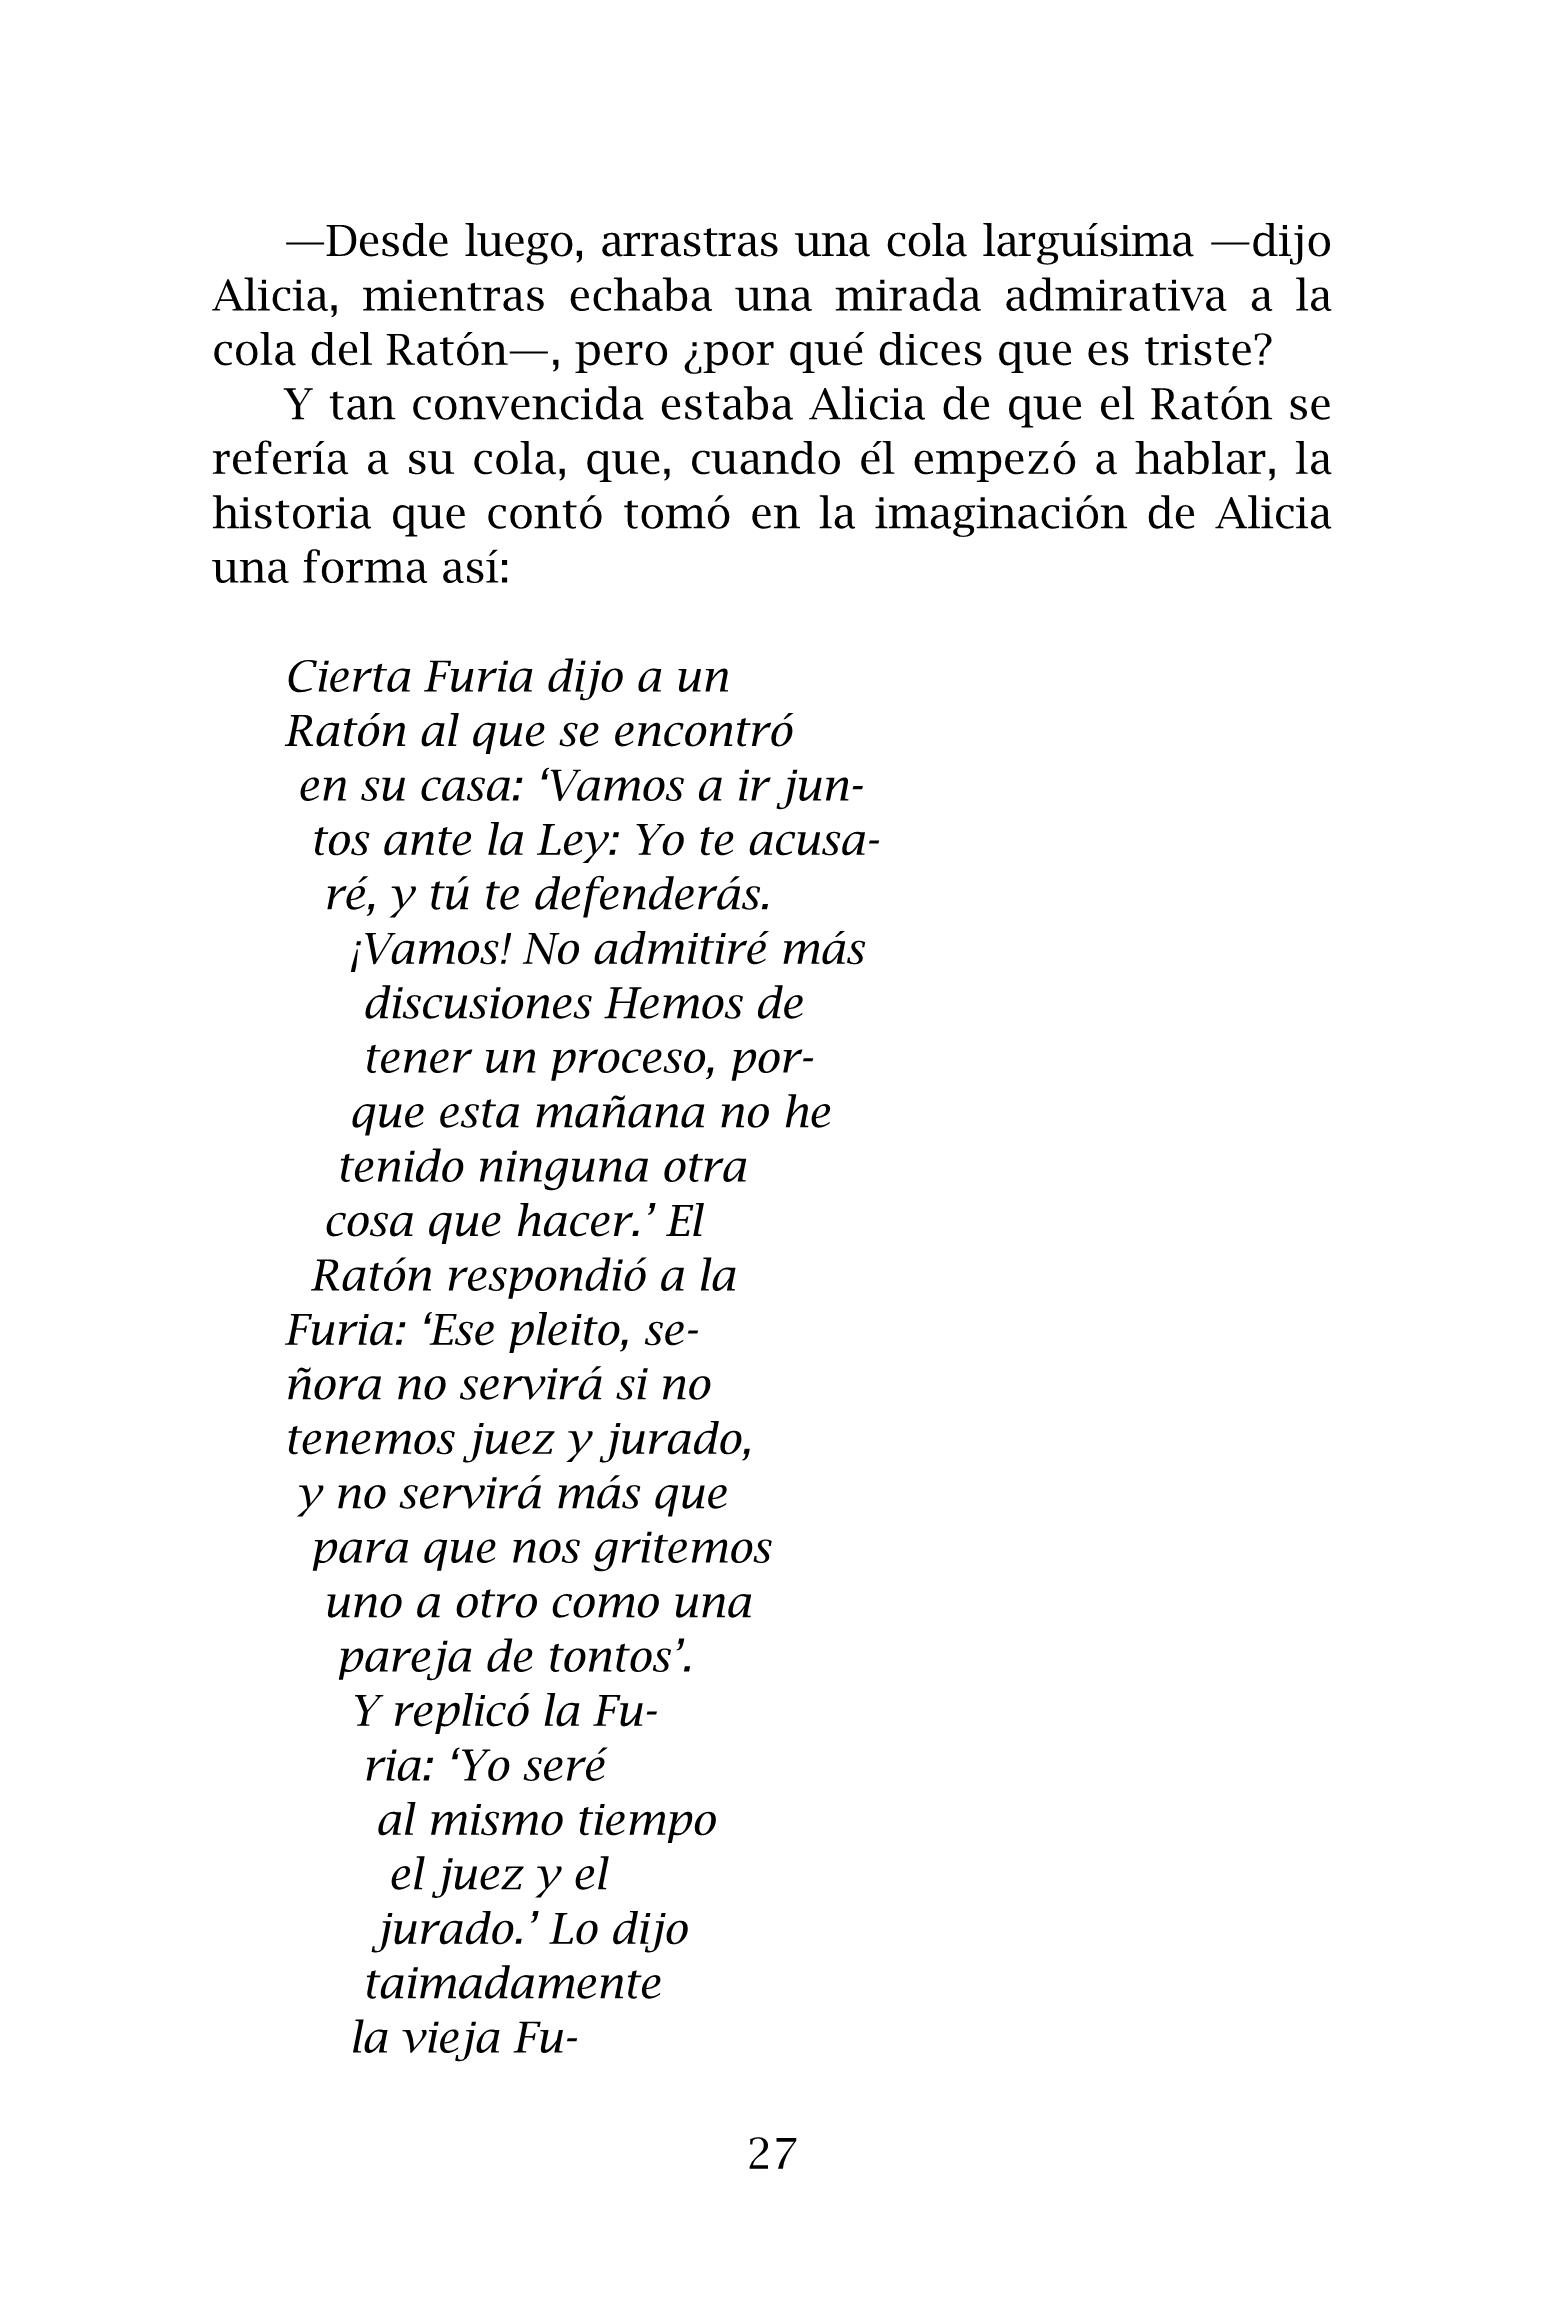 —Desde luego, arrastras una cola larguísima —dijo
Alicia, mientras echaba una mirada admirativa a la
cola del Ratón—, pero ¿por qué dices que es triste?
Y tan convencida estaba Alicia de que el Ratón se
refería a su cola, que, cuando él empezó a hablar, la
historia que contó tomó en la imaginación de Alicia
una forma así:
Cierta Furia dijo a un
Ratón al que se encontró
en su casa: ‘Vamos a ir jun-
tos ante la Ley: Yo te acusa-
ré, y tú te defenderás.
¡Vamos! No admitiré más
discusiones Hemos de
tener un proceso, por-
que esta mañana no he
tenido ninguna otra
cosa que hacer.’ El
Ratón respondió a la
Furia: ‘Ese pleito, se-
ñora no servirá si no
tenemos juez y jurado,
y no servirá más que
para que nos gritemos
uno a otro como una
pareja de tontos’.
Y replicó la Fu-
ria: ‘Yo seré
al mismo tiempo
el juez y el
jurado.’ Lo dijo
taimadamente
la vieja Fu-
27